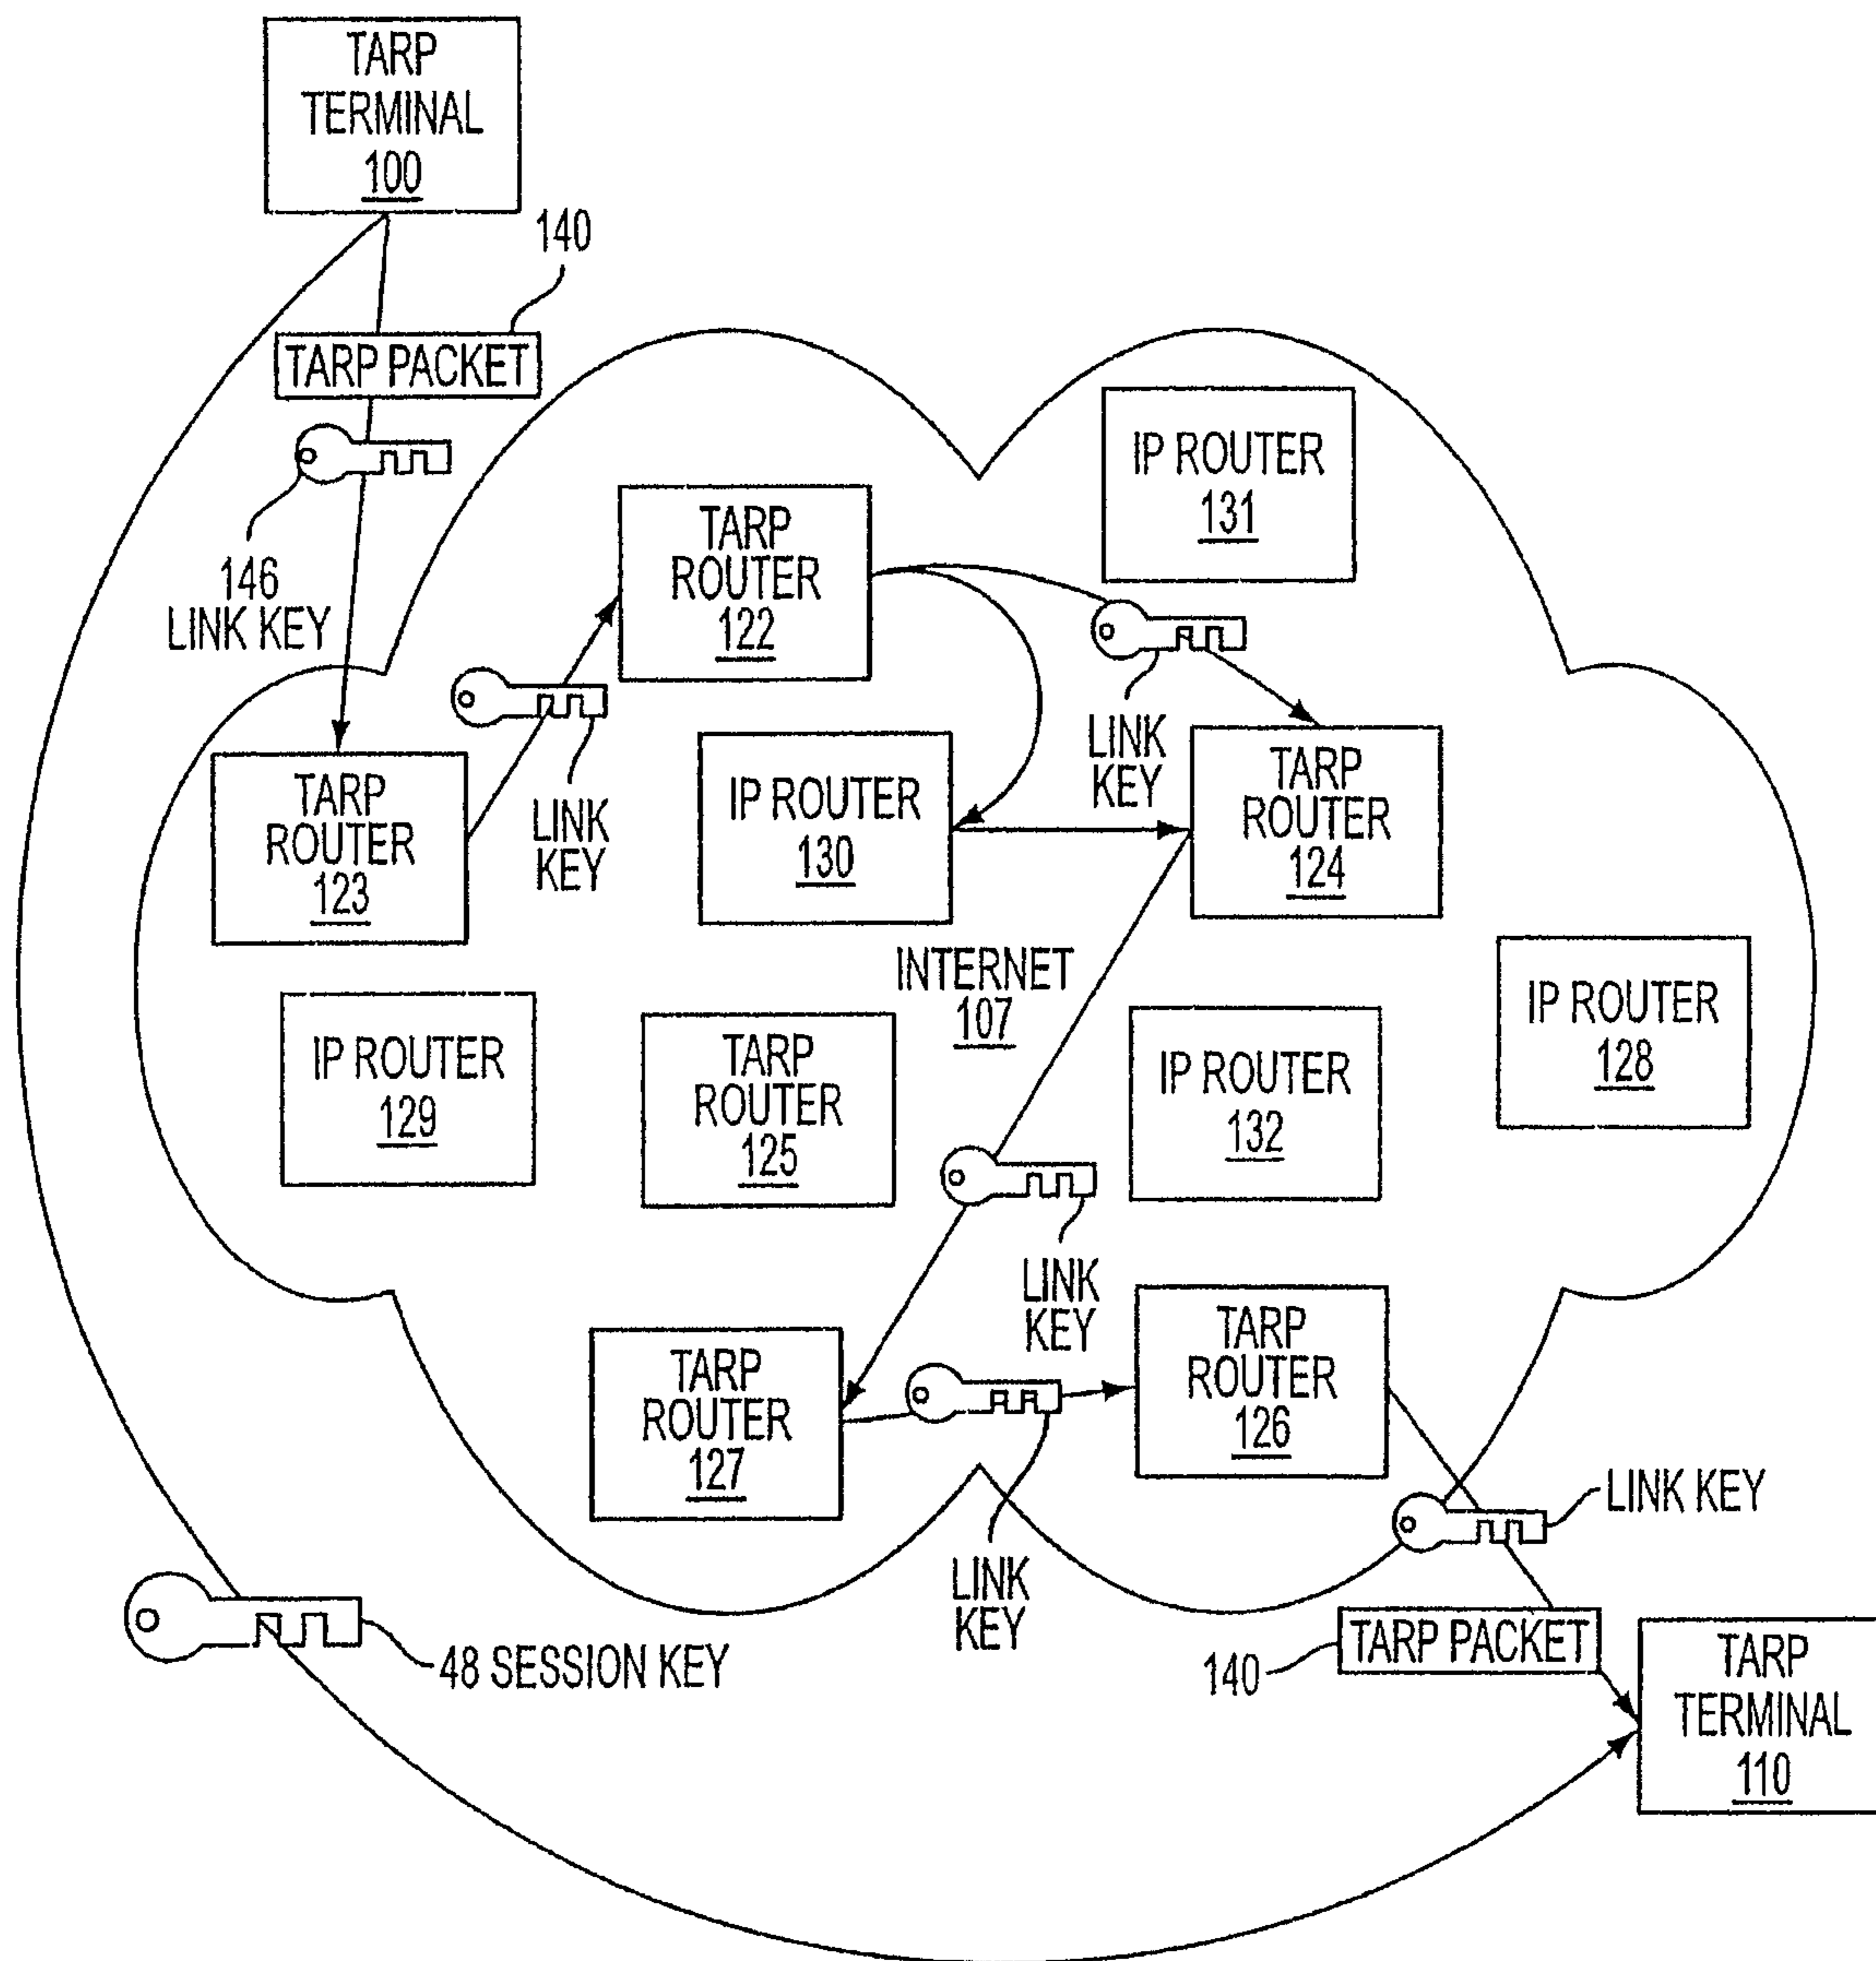 TARP
TERMINAL
100
140
TARP PACKET
146
LINK KEY
IP ROUTER
131
TARP
ROUTER
122
LINK
KEY
LINK
KEY
TARP
ROUTER
123
IP ROUTER
130
TARP
ROUTER
124
INTERNET
107
IP ROUTER
128
IP ROUTER
129
TARP
ROUTER
125
IP ROUTER
132
LINK
KEY
TARP
ROUTER
127
TARP
ROUTER
126
LINK
KEY
LINK KEY
48 SESSION KEY
140
TARP PACKET
TARP
TERMINAL
110